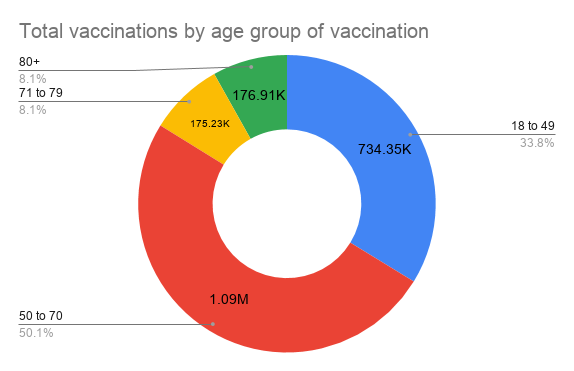 Total vaccinations by age group of vaccination
80+
8.1%
71 to 79
8.1%
176.91K
175.23K
18 to 49
33.8%
734.35K
1.09M
50 to 70
50.1%